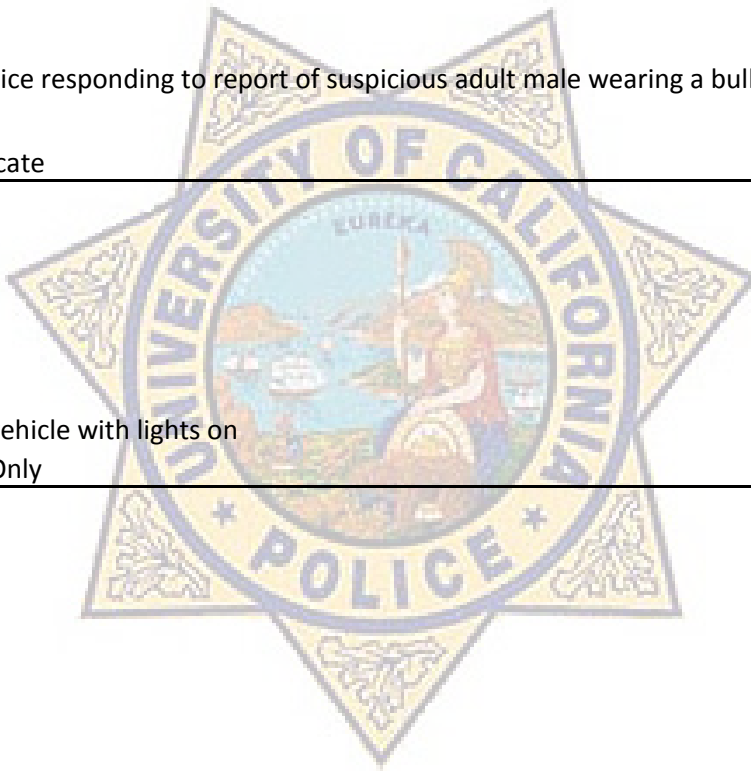 ice responding to report of suspicious adult male wearing a bull
cate
ehicle with lights on
Only
UNIVERSITY OF CALIFORNIA
EUREKA
* POLICE *